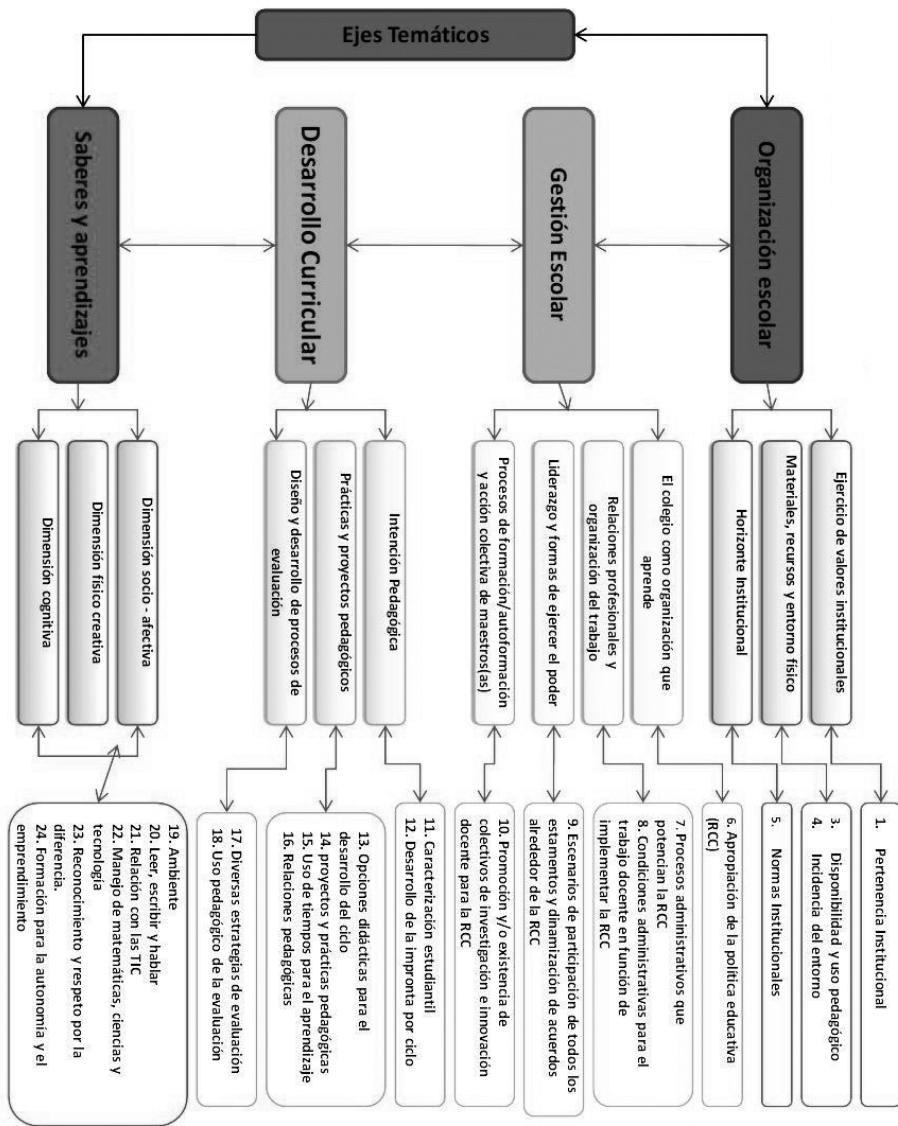 Ejes Temáticos
Organización escolar
Gestión Escolar
Desarrollo Curricular
Saberes y aprendizajes
Ejercicio de valores institucionales
Materiales, recursos y entorno físico
Horizonte Institucional
El colegio como organización que
aprende
Relaciones profesionales y
organización del trabajo
Liderazgo y formas de ejercer el poder
Procesos de formación/autoformación
y acción colectiva de maestros(as)
Intención Pedagógica
Prácticas y proyectos pedagógicos
Diseño y desarrollo de procesos de
evaluación
Dimensión socio - afectiva
Dimensión físico creativa
Dimensión cognitiva
1. Pertenencia Institucional
3. Disponibilidad y uso pedagógico
4. Incidencia del entorno
5. Normas Institucionales
6. Apropiación de la política educativa
(RCC)
7. Procesos administrativos que
potencian la RCC
8. Condiciones administrativas para el
trabajo docente en función de
implementar la RCC
9. Escenarios de participación de todos los
estamentos y dinamización de acuerdos
alrededor de la RCC
10. Promoción y/o existencia de
colectivos de investigación e innovación
docente para la RCC
11. Caracterización estudiantil
12. Desarrollo de la impronta por ciclo
13. Opciones didácticas para el
desarrollo del ciclo
14. proyectos y prácticas pedagógicas
15. Uso de tiempos para el aprendizaje
16. Relaciones pedagógicas
17. Diversas estrategias de evaluación
18. Uso pedagógico de la evaluación
19. Ambiente
20. Leer, escribir y hablar
21. Relación con las TIC
22. Manejo de matemáticas, ciencias y
tecnología
23. Reconocimiento y respeto por la
diferencia.
24. Formación para la autonomía y el
emprendimiento